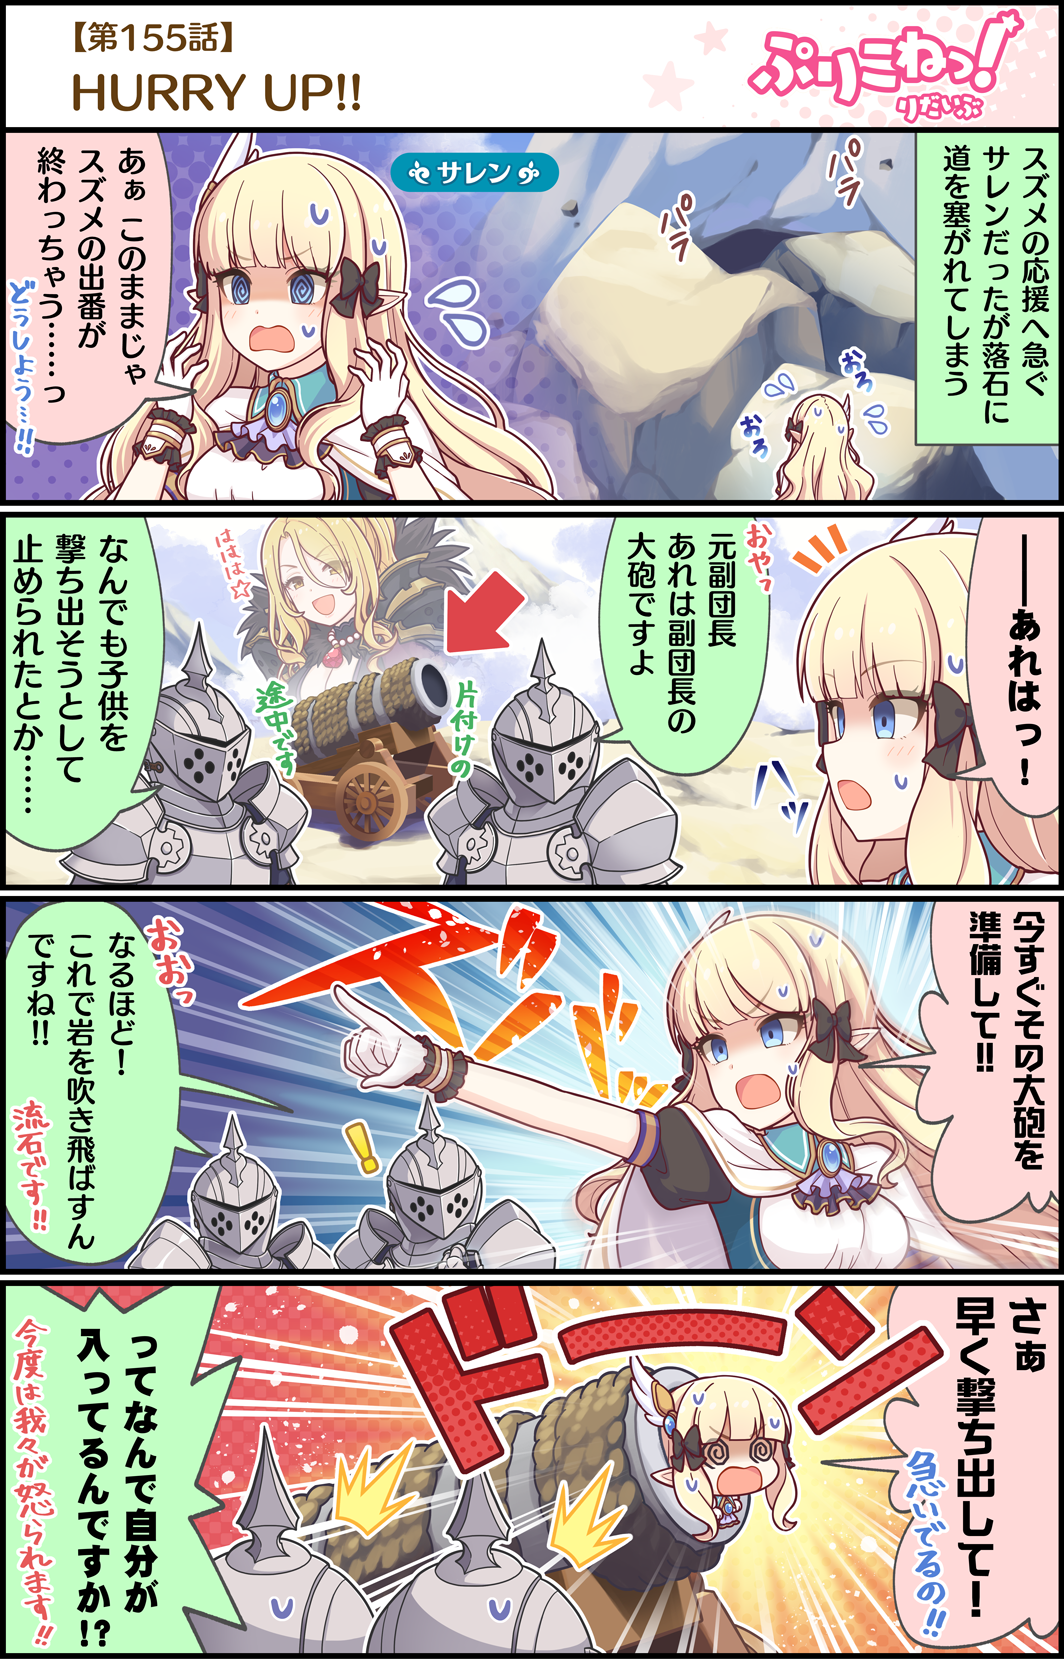 【第155話】
HURRY UP!!
ぷりこねっ!
りだいぶ
スズメの応援へ急ぐ
サレンだったが落石に
道を塞がれてしまう
パラ
パラ
サレン
おろ
おろ
あぁ このままじゃ
スズメの出番が
終わっちゃう……っ
どうしよう…!!
――あれはっ!
ハッ
おやっ
元副団長
あれは副団長の
大砲ですよ
片付けの
途中です
ははは☆
なんでも子供を
撃ち出そうとして
止められたとか……
今すぐその大砲を
準備して!!
ズビシィ
おおっ
なるほど!
これで岩を吹き飛ばすん
ですね!!
流石です!!
さぁ
早く撃ち出して!
急いでるの!!
ドーン
ってなんで自分が
入ってるんですか!?
今度は我々が怒られます!!